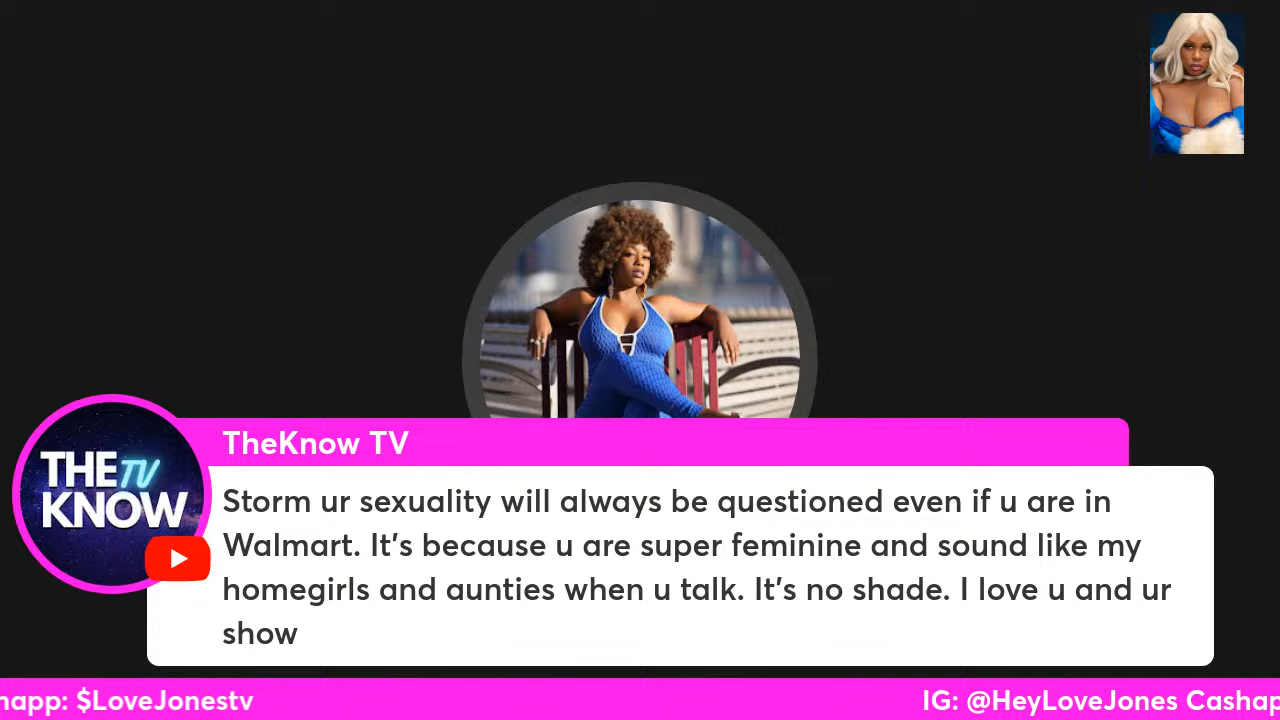 TheKnow TV
THE TV
KNOW
Storm ur sexuality will always be questioned even if u are in
Walmart. It's because u are super feminine and sound like my
homegirls and aunties when u talk. It's no shade. I love u and ur
show
happ: $LoveJonestv
IG: @HeyLoveJones Cashap